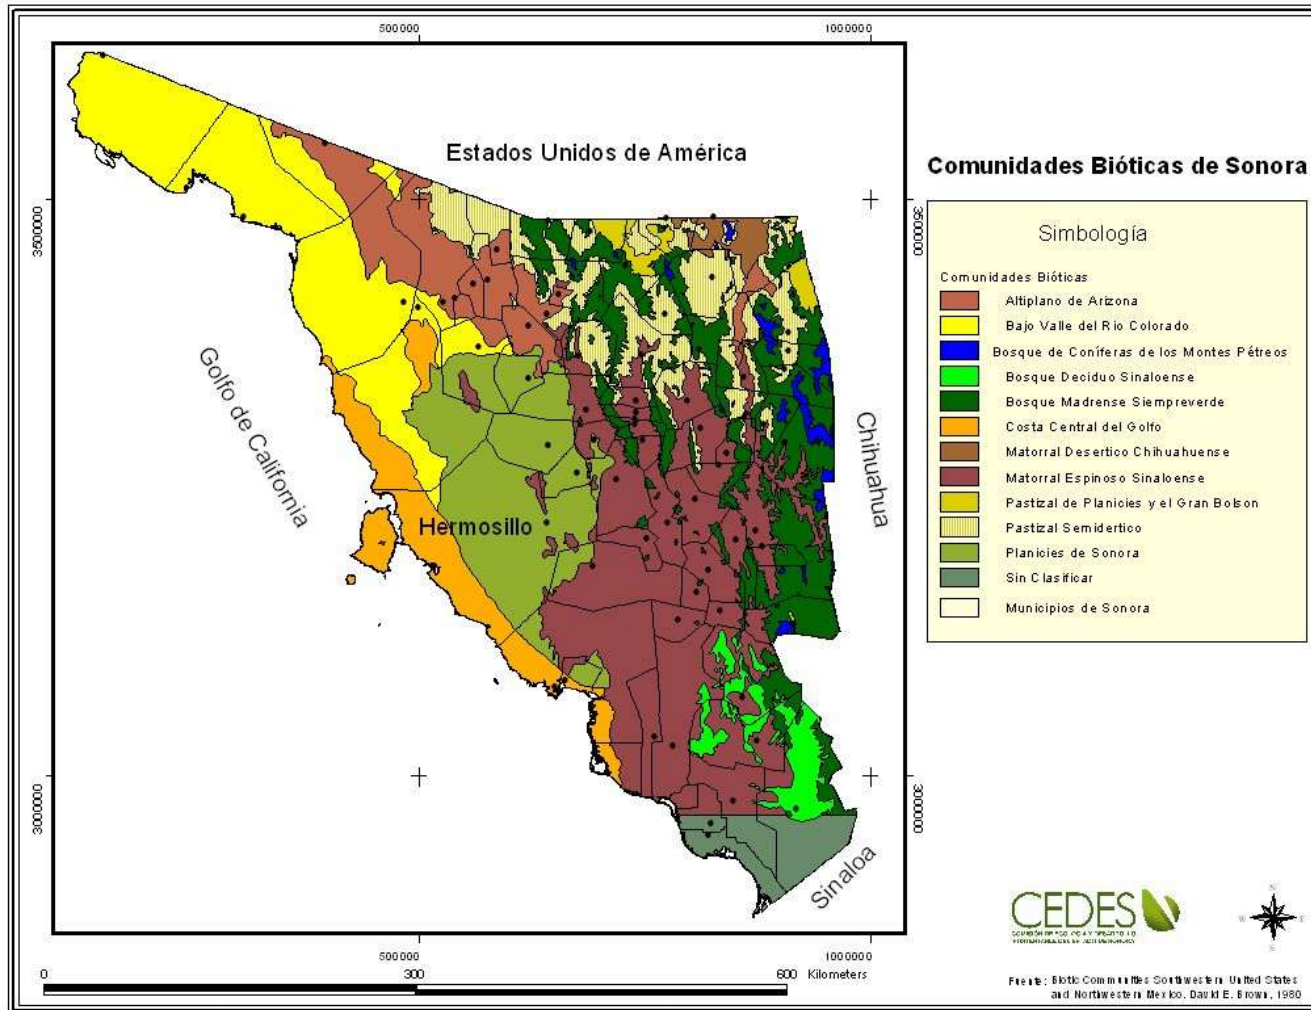 500000
1000000
Estados Unidos de América
3500000
3500000
Golfo de California
Chihuahua
Hermosillo
3000000
3000000
Sinaloa
500000
1000000
0
300
600
Kilometers
Comunidades Bióticas de Sonora
Simbología
Comunidades Bióticas
Altiplano de Arizona
Bajo Valle del Rio Colorado
Bosque de Coníferas de los Montes Pétreos
Bosque Deciduo Sinaloense
Bosque Madrense Siempreverde
Costa Central del Golfo
Matorral Desertico Chihuahuense
Matorral Espinoso Sinaloense
Pastizal de Planicies y el Gran Bolson
Pastizal Semidertico
Planicies de Sonora
Sin Clasificar
Municipios de Sonora
CEDES
N
W
E
S
Fuente: Biotic Communities Southwestern United States
and Northwestern Mexico. David E. Brown, 1980